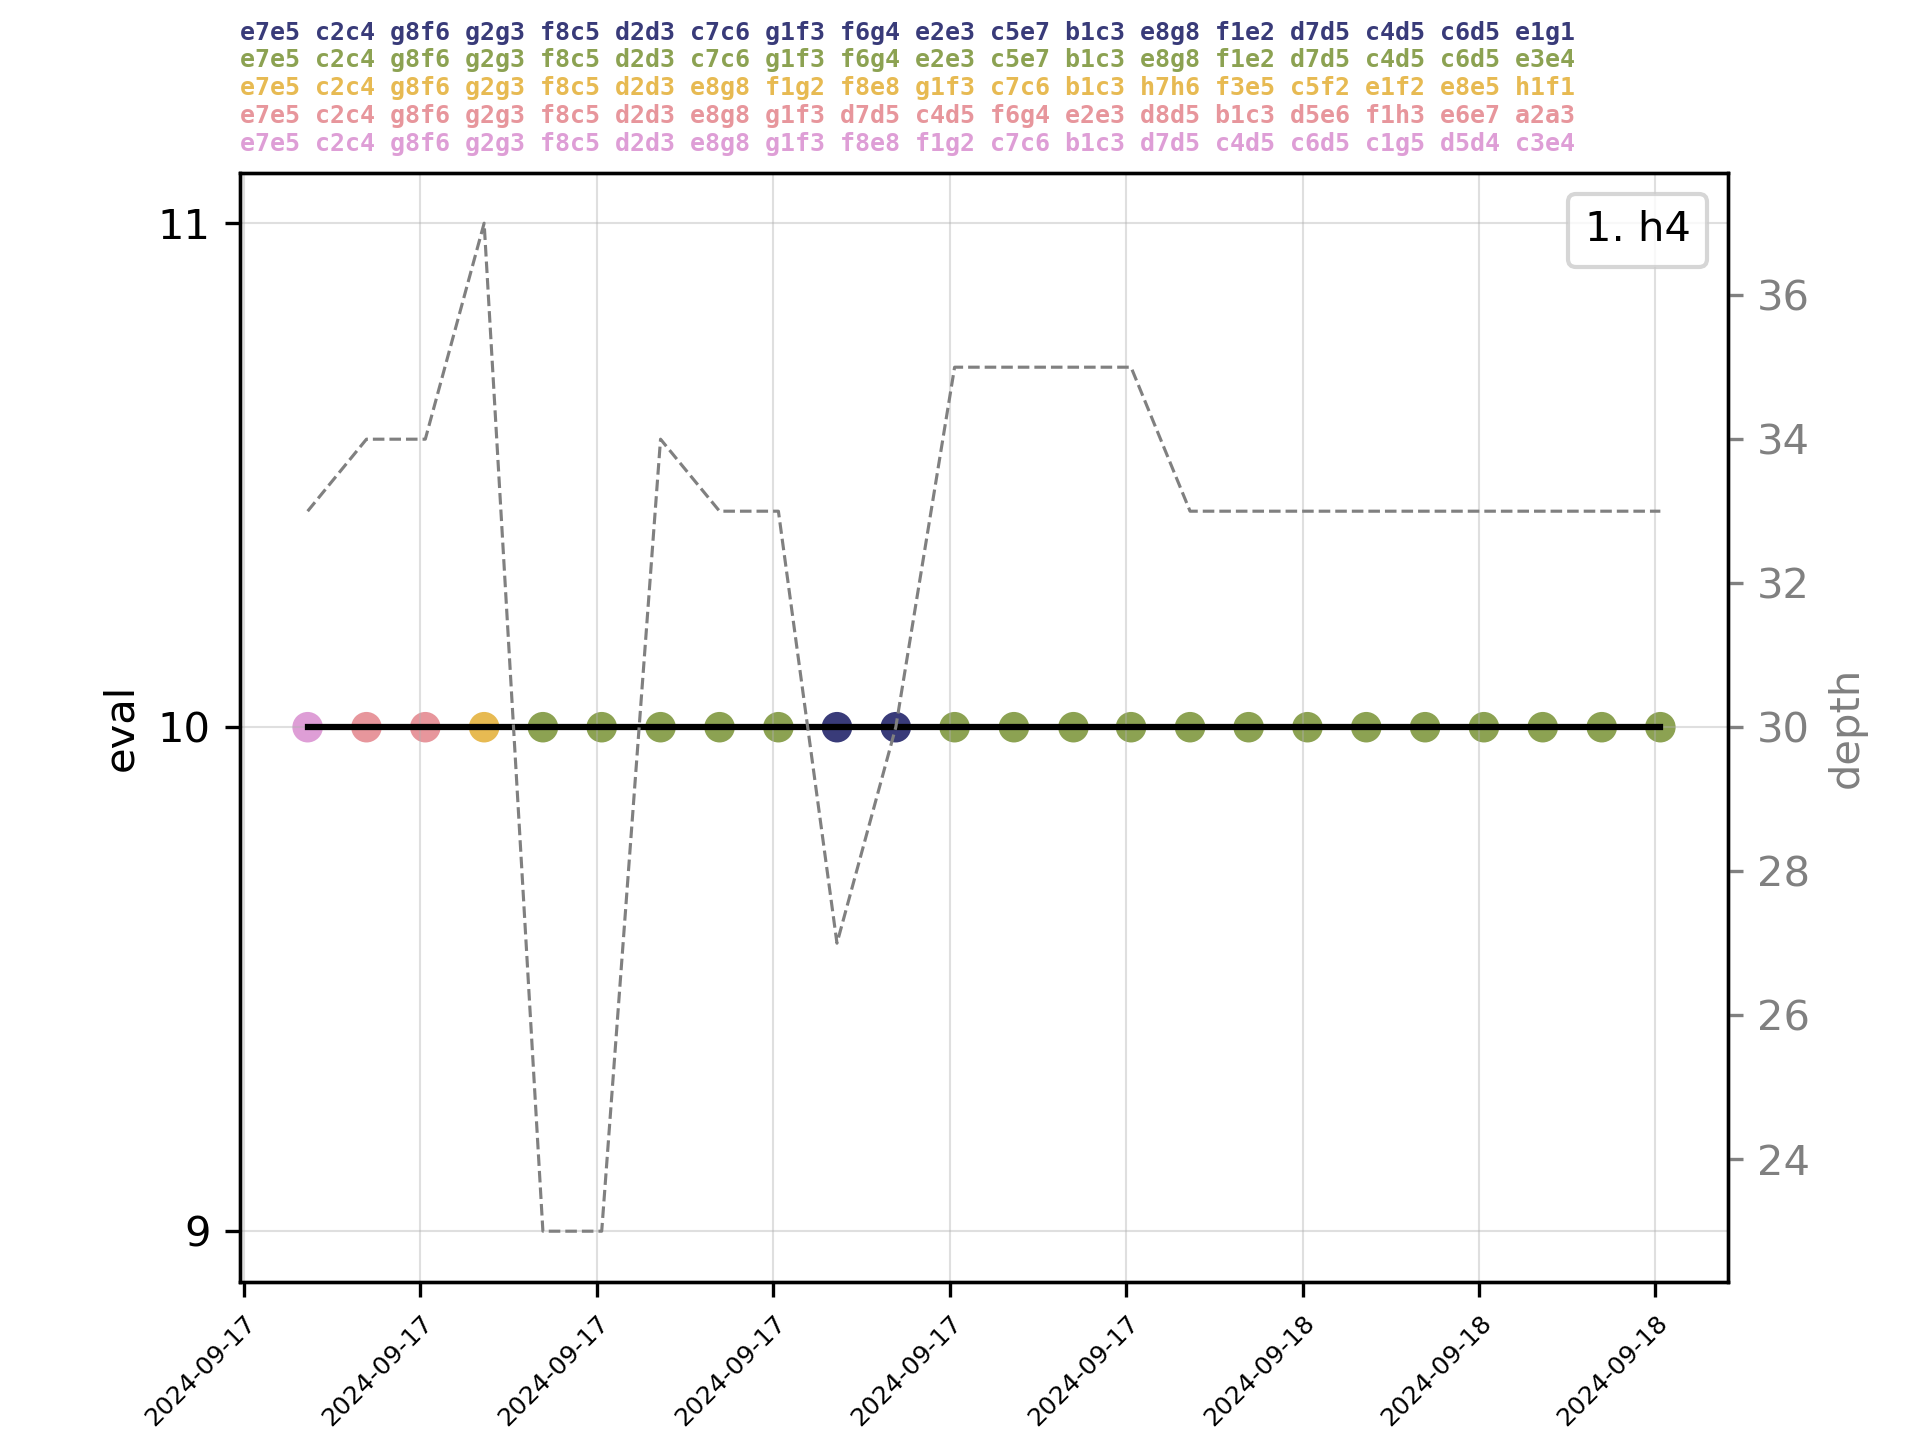 e7e5 c2c4 g8f6 g2g3 f8c5 d2d3 c7c6 g1f3 f6g4 e2e3 c5e7 b1c3 e8g8 f1e2 d7d5 c4d5 c6d5 e1g1
e7e5 c2c4 g8f6 g2g3 f8c5 d2d3 c7c6 g1f3 f6g4 e2e3 c5e7 b1c3 e8g8 f1e2 d7d5 c4d5 c6d5 e3e4
e7e5 c2c4 g8f6 g2g3 f8c5 d2d3 e8g8 f1g2 f8e8 g1f3 c7c6 b1c3 h7h6 f3e5 c5f2 e1f2 e8e5 h1f1
e7e5 c2c4 g8f6 g2g3 f8c5 d2d3 e8g8 g1f3 d7d5 c4d5 f6g4 e2e3 d8d5 b1c3 d5e6 f1h3 e6e7 a2a3
e7e5 c2c4 g8f6 g2g3 f8c5 d2d3 e8g8 g1f3 f8e8 f1g2 c7c6 b1c3 d7d5 c4d5 c6d5 c1g5 d5d4 c3e4
1. h4
11
10
9
eval
36
34
32
30
28
26
24
depth
2024-09-17
2024-09-17
2024-09-17
2024-09-17
2024-09-17
2024-09-17
2024-09-18
2024-09-18
2024-09-18